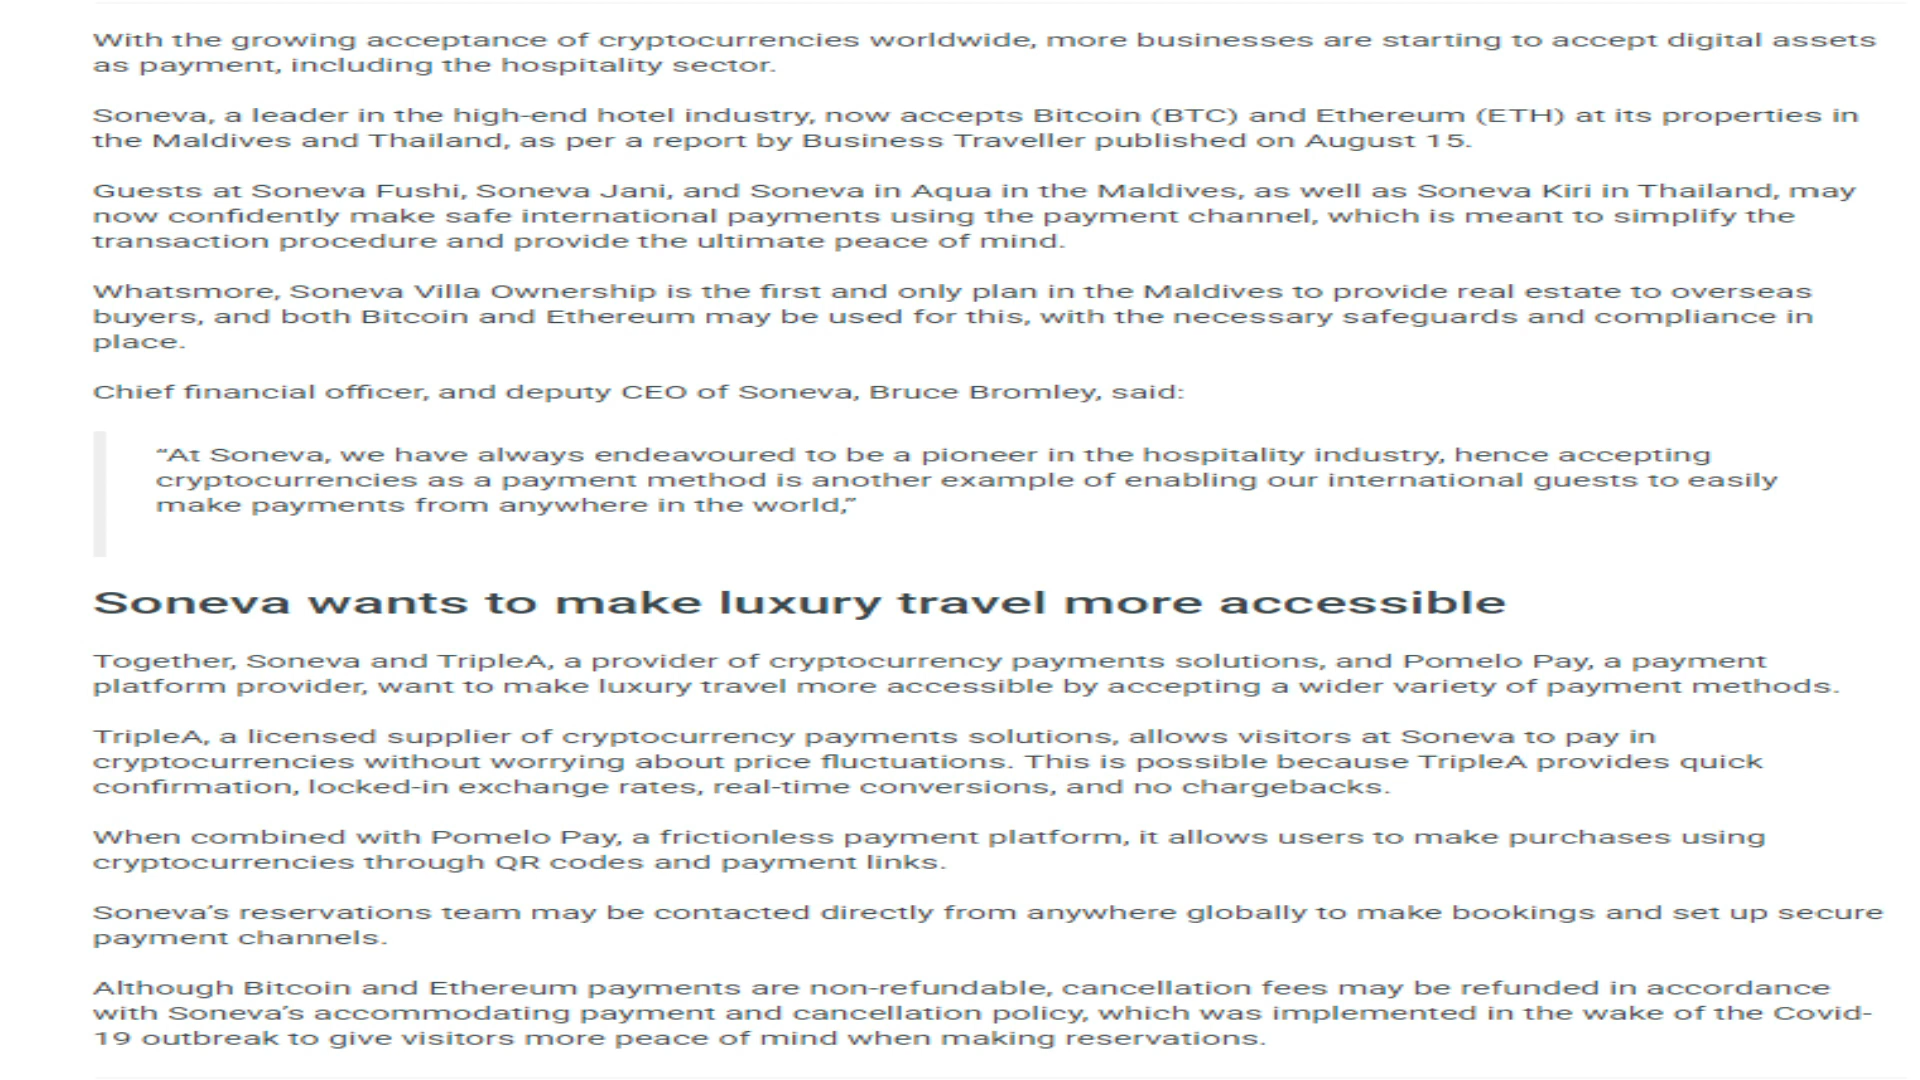 With the growing acceptance of cryptocurrencies worldwide, more businesses are starting to accept digital assets
as payment, including the hospitality sector.
Soneva, a leader in the high-end hotel industry, now accepts Bitcoin (BTC) and Ethereum (ETH) at its properties in
the Maldives and Thailand, as per a report by Business Traveller published on August 15.
Guests at Soneva Fushi, Soneva Jani, and Soneva in Aqua in the Maldives, as well as Soneva Kiri in Thailand, may
now confidently make safe international payments using the payment channel, which is meant to simplify the
transaction procedure and provide the ultimate peace of mind.
Whatsmore, Soneva Villa Ownership is the first and only plan in the Maldives to provide real estate to overseas
buyers, and both Bitcoin and Ethereum may be used for this, with the necessary safeguards and compliance in
place.
Chief financial officer, and deputy CEO of Soneva, Bruce Bromley, said:
“At Soneva, we have always endeavoured to be a pioneer in the hospitality industry, hence accepting
cryptocurrencies as a payment method is another example of enabling our international guests to easily
make payments from anywhere in the world,”
Soneva wants to make luxury travel more accessible
Together, Soneva and TripleA, a provider of cryptocurrency payments solutions, and Pomelo Pay, a payment
platform provider, want to make luxury travel more accessible by accepting a wider variety of payment methods.
TripleA, a licensed supplier of cryptocurrency payments solutions, allows visitors at Soneva to pay in
cryptocurrencies without worrying about price fluctuations. This is possible because TripleA provides quick
confirmation, locked-in exchange rates, real-time conversions, and no chargebacks.
When combined with Pomelo Pay, a frictionless payment platform, it allows users to make purchases using
cryptocurrencies through QR codes and payment links.
Soneva’s reservations team may be contacted directly from anywhere globally to make bookings and set up secure
payment channels.
Although Bitcoin and Ethereum payments are non-refundable, cancellation fees may be refunded in accordance
with Soneva’s accommodating payment and cancellation policy, which was implemented in the wake of the Covid-
19 outbreak to give visitors more peace of mind when making reservations.